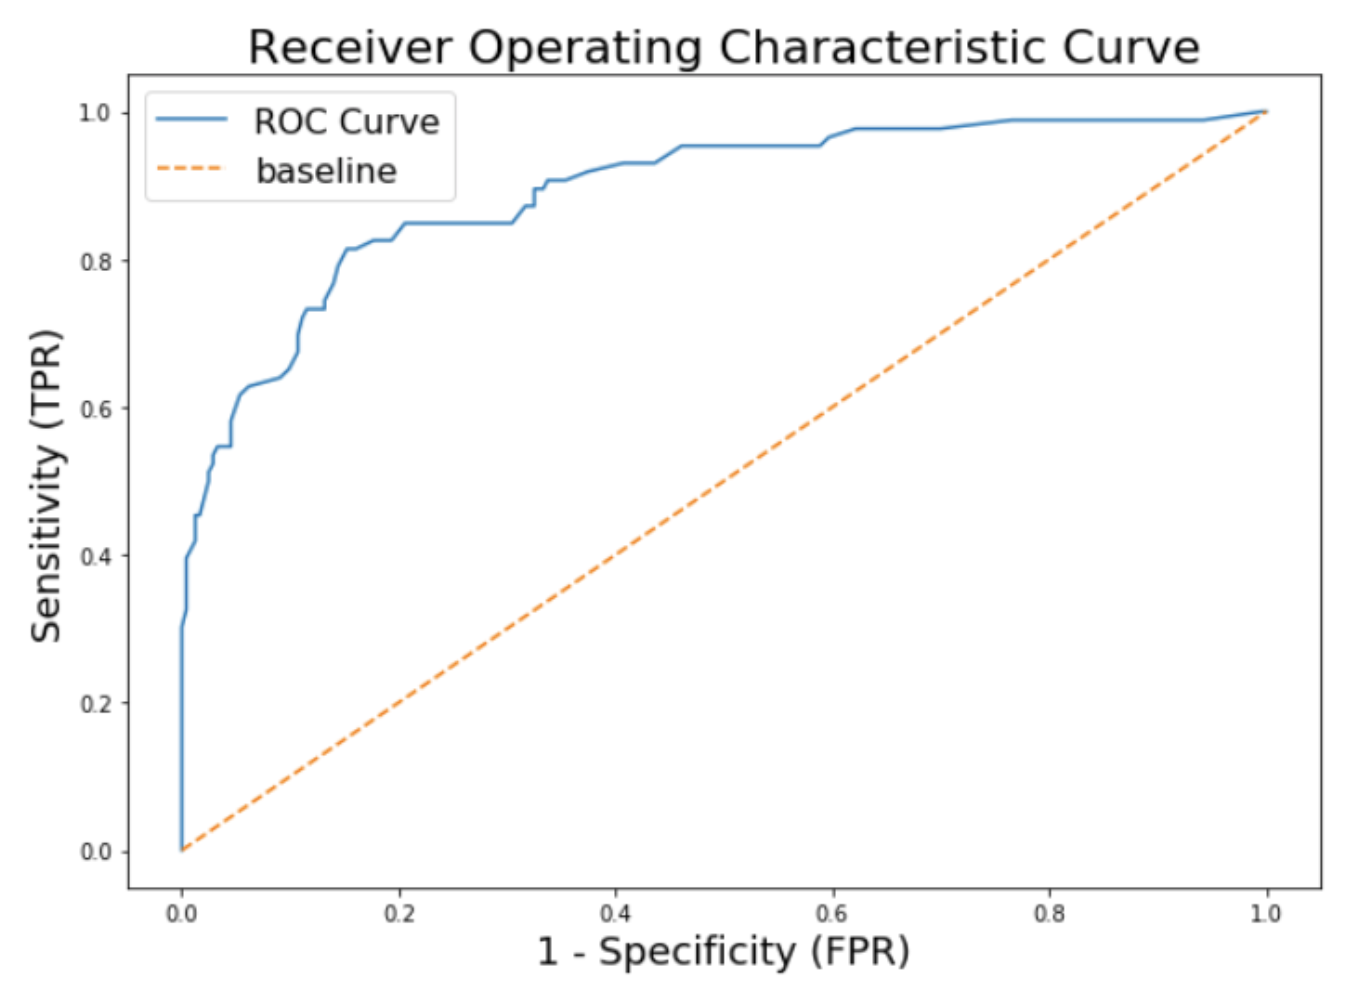 Receiver Operating Characteristic Curve
ROC Curve
baseline
1.0
0.8
0.6
0.4
0.2
0.0
Sensitivity (TPR)
0.0 0.2 0.4 0.6 0.8 1.0
1 - Specificity (FPR)